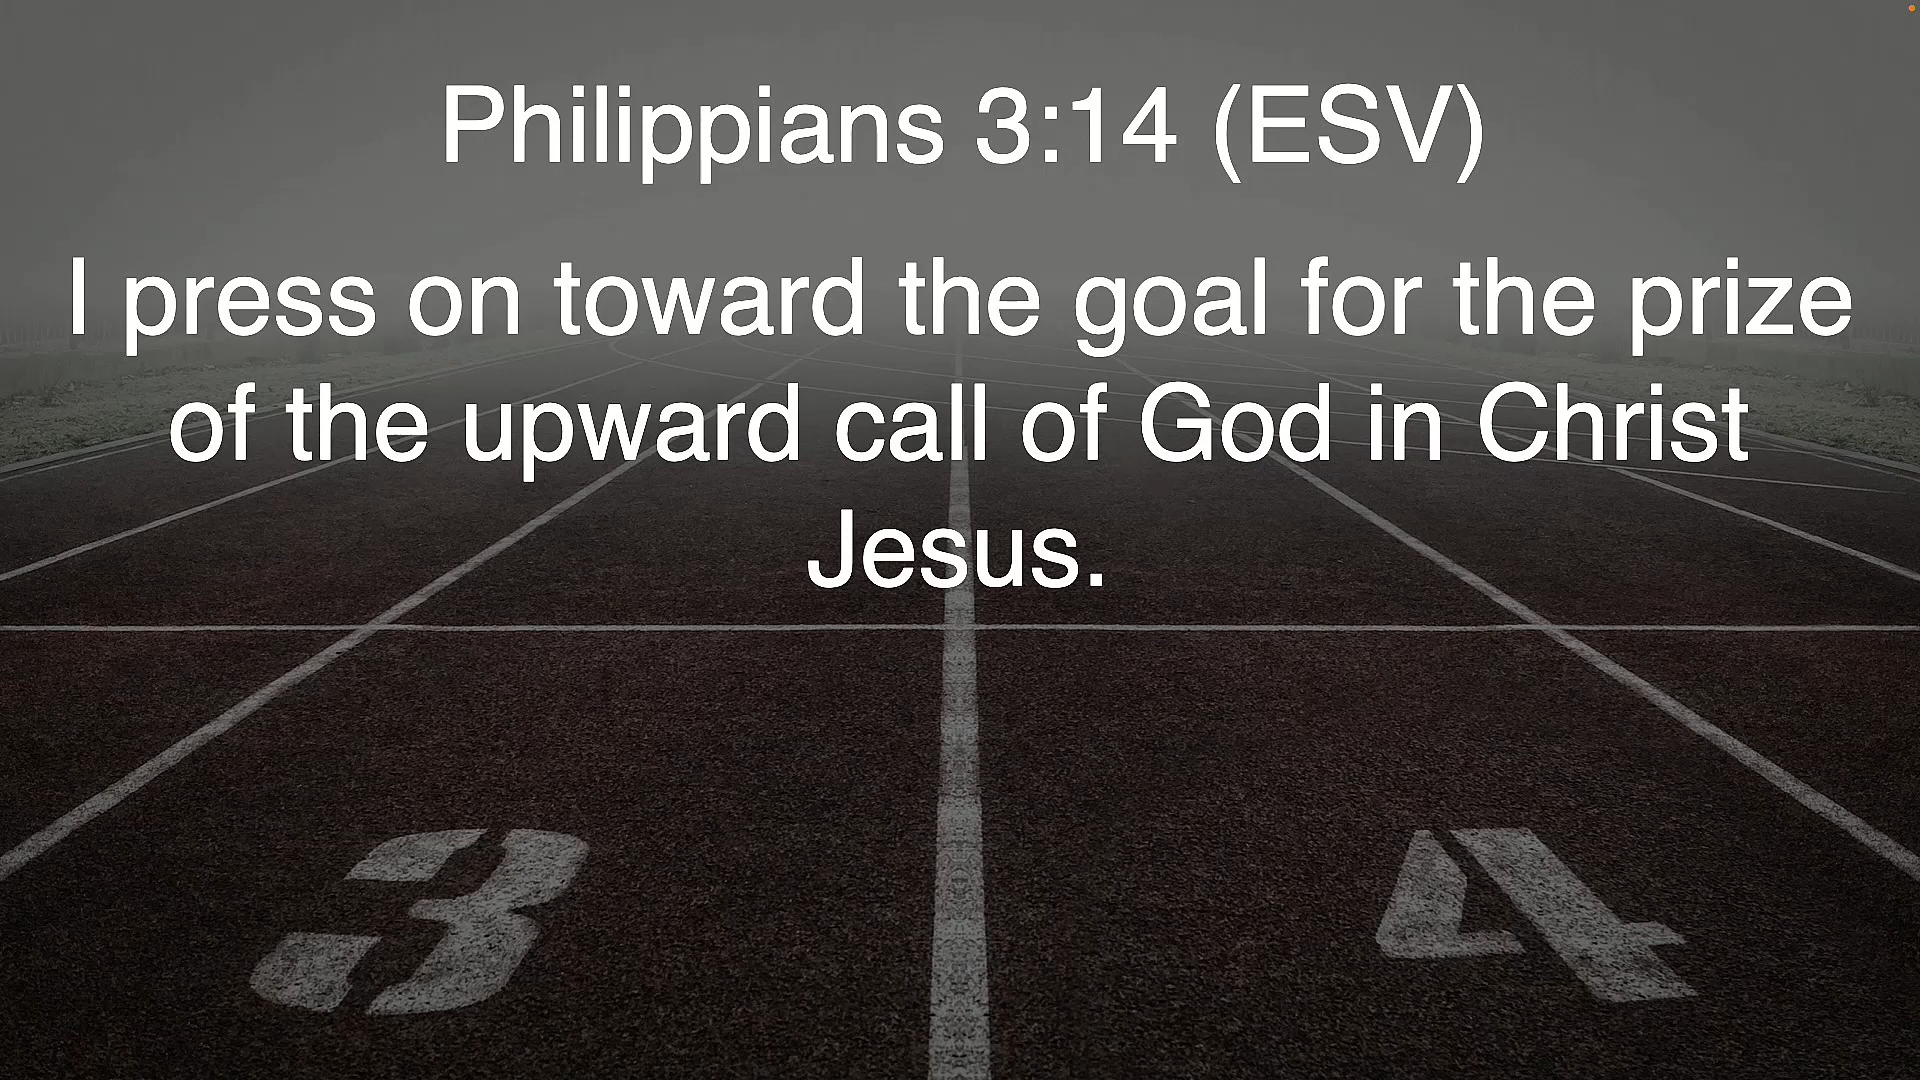 Philippians 3:14 (ESV)
I press on toward the goal for the prize
of the upward call of God in Christ
Jesus.
3 4